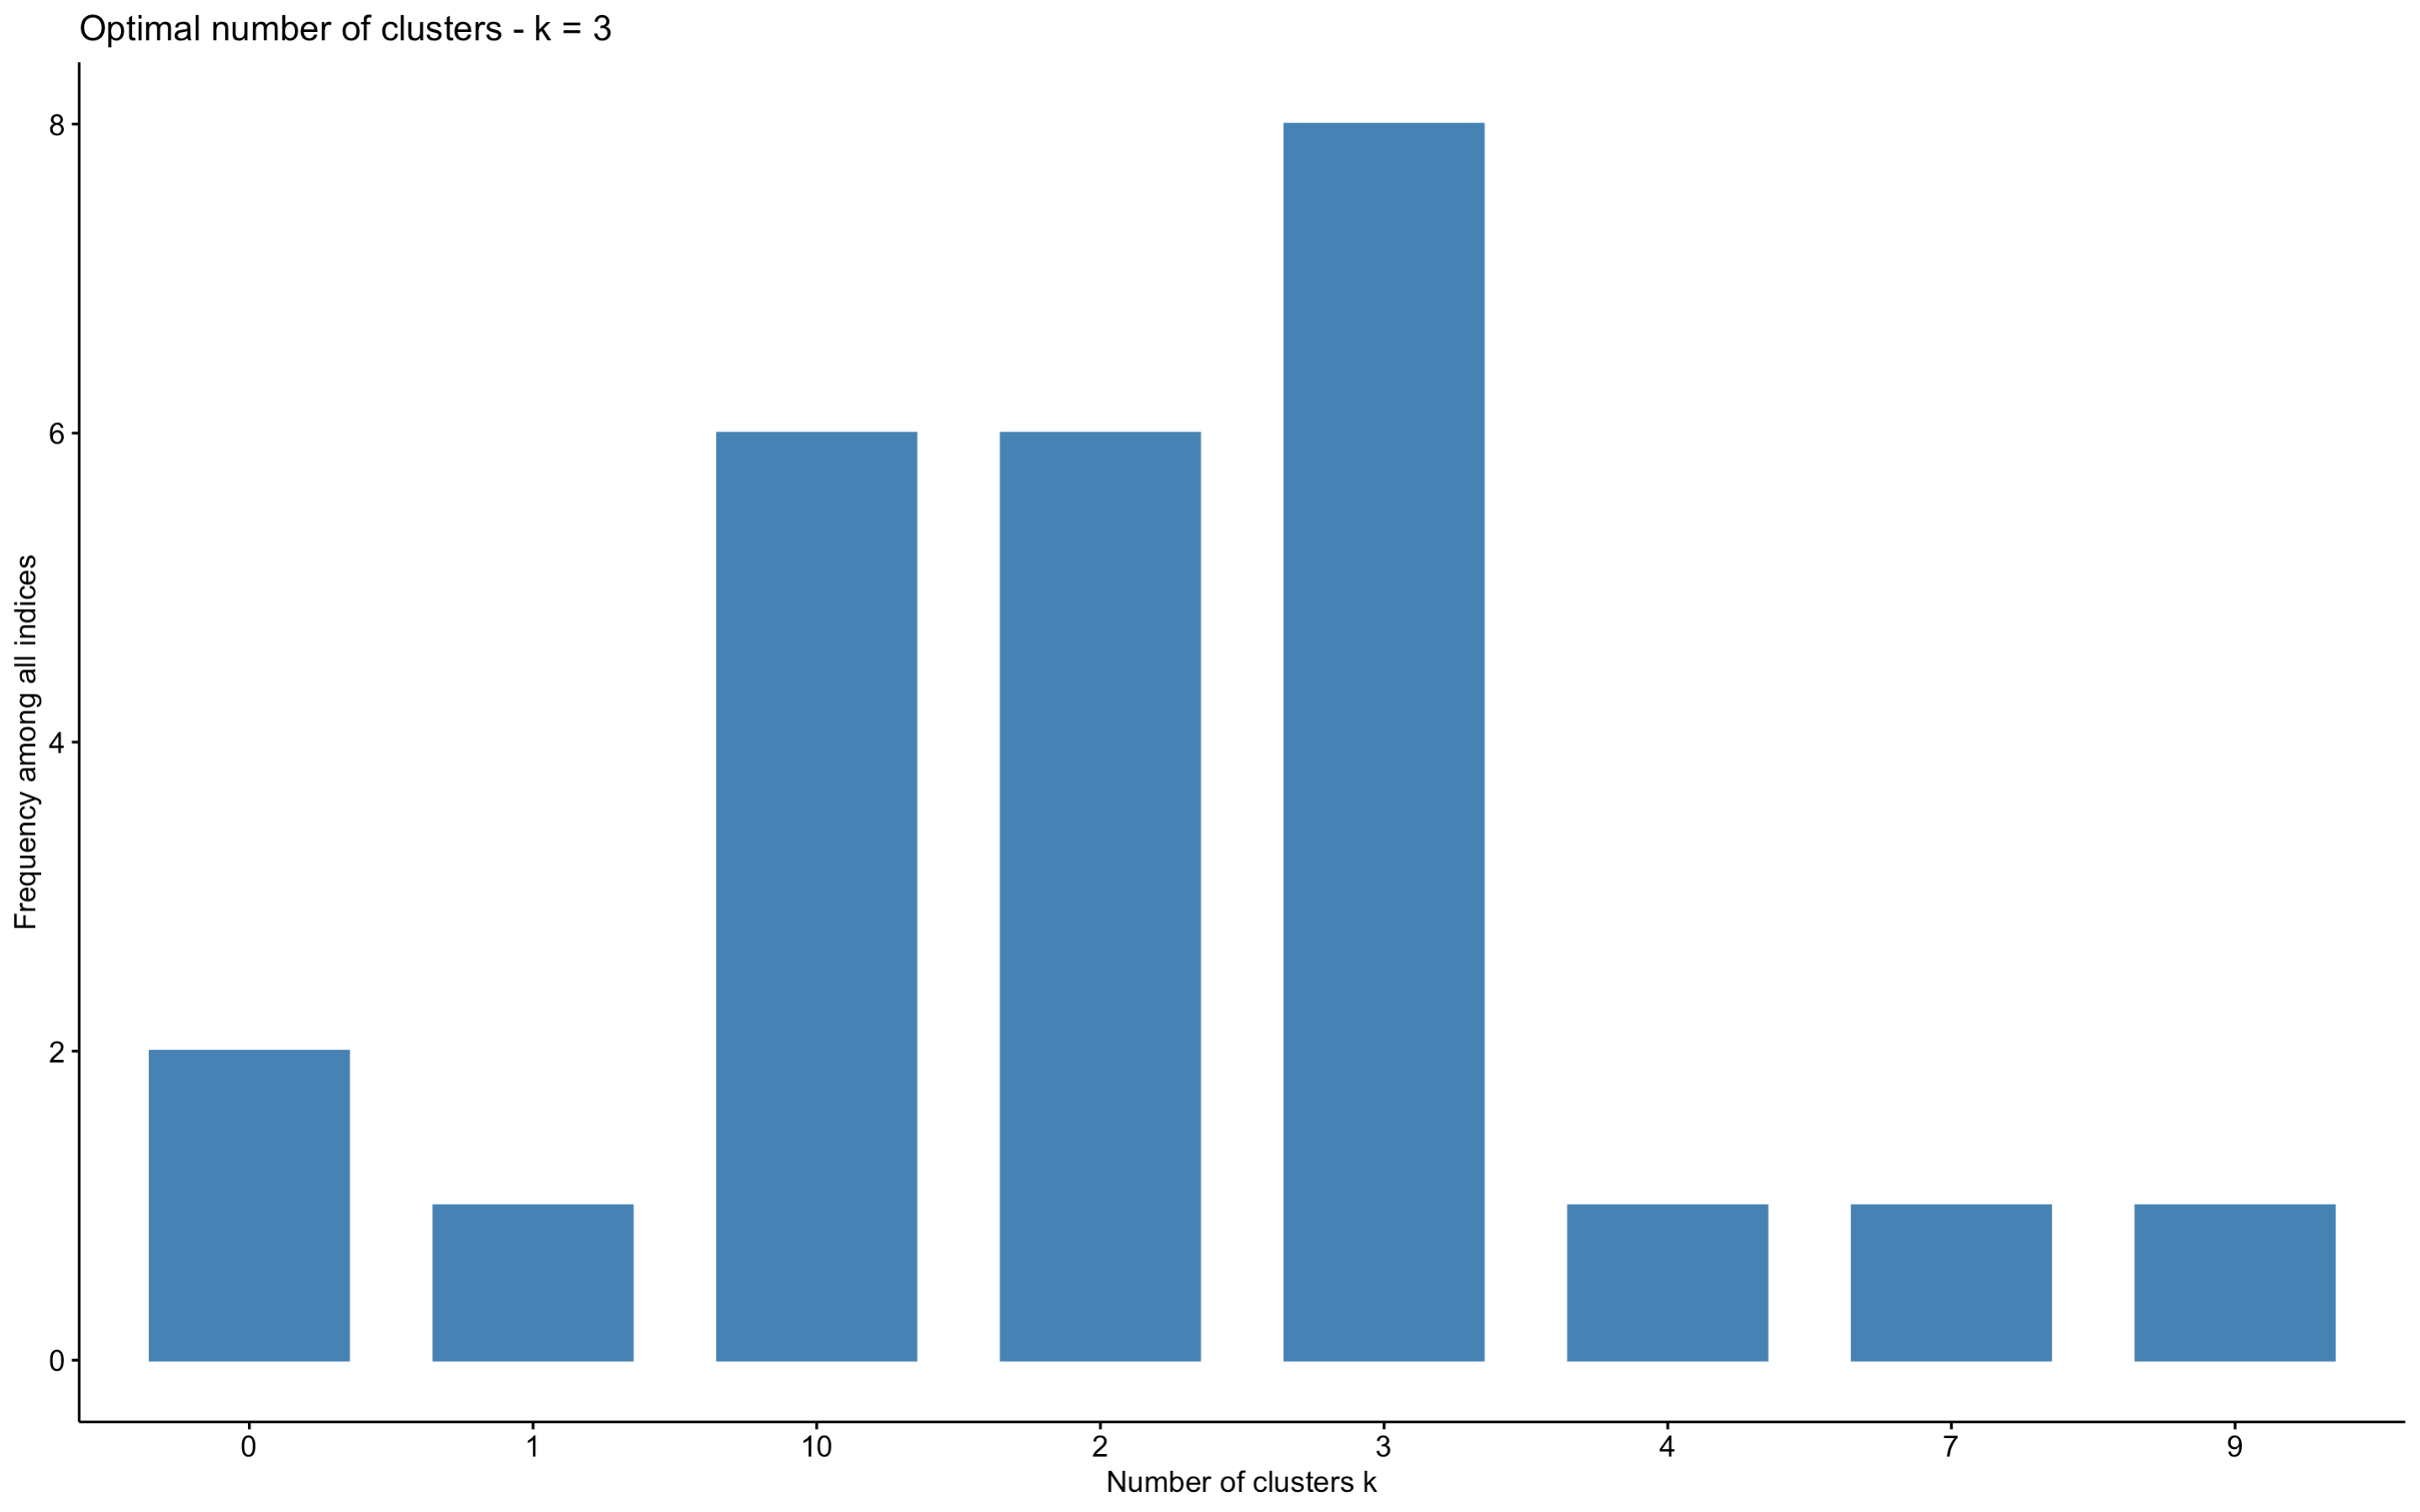 Optimal number of clusters - k = 3
8
6
4
2
0
Frequency among all indices
0 1 10 2 3 4 7 9
Number of clusters k